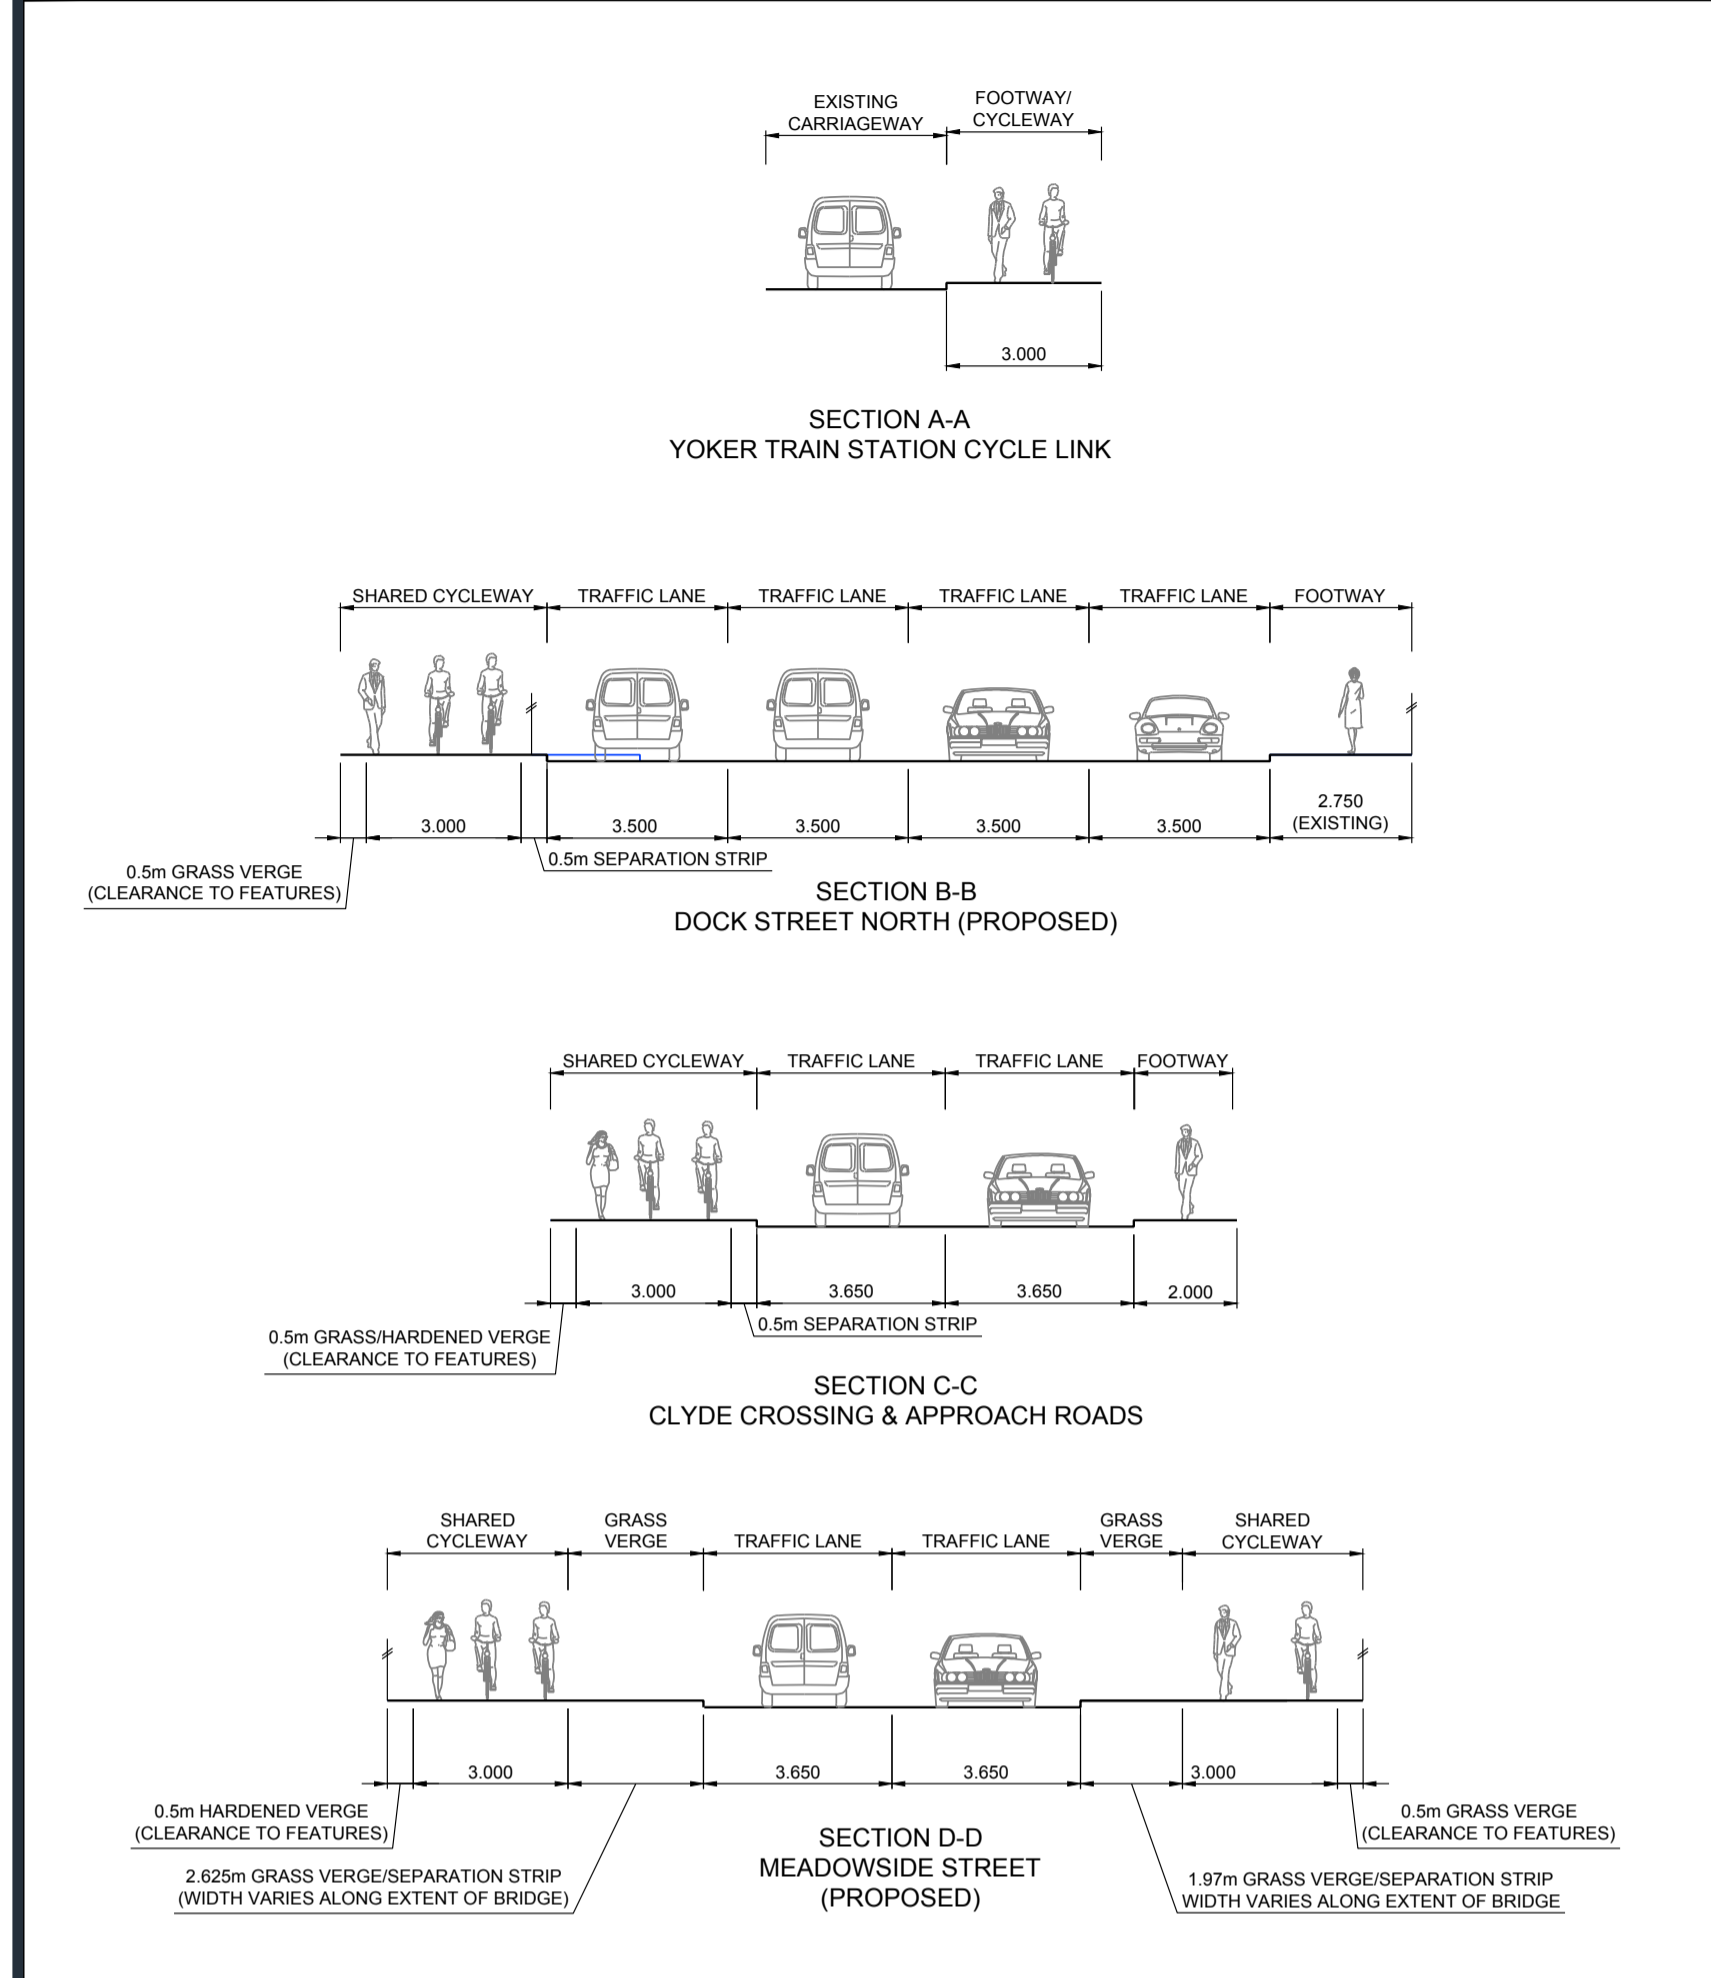 EXISTING
CARRIAGEWAY
FOOTWAY/
CYCLEWAY
3.000
SECTION A-A
YOKER TRAIN STATION CYCLE LINK
SHARED CYCLEWAY
TRAFFIC LANE
TRAFFIC LANE
TRAFFIC LANE
TRAFFIC LANE
FOOTWAY
3.000
3.500
3.500
3.500
3.500
2.750
(EXISTING)
0.5m GRASS VERGE
(CLEARANCE TO FEATURES)
0.5m SEPARATION STRIP
SECTION B-B
DOCK STREET NORTH (PROPOSED)
SHARED CYCLEWAY
TRAFFIC LANE
TRAFFIC LANE
FOOTWAY
3.000
3.650
3.650
2.000
0.5m GRASS/HARDENED VERGE
(CLEARANCE TO FEATURES)
0.5m SEPARATION STRIP
SECTION C-C
CLYDE CROSSING & APPROACH ROADS
SHARED
CYCLEWAY
GRASS
VERGE
TRAFFIC LANE
TRAFFIC LANE
GRASS
VERGE
SHARED
CYCLEWAY
3.000
3.650
3.650
3.000
0.5m HARDENED VERGE
(CLEARANCE TO FEATURES)
2.625m GRASS VERGE/SEPARATION STRIP
(WIDTH VARIES ALONG EXTENT OF BRIDGE)
SECTION D-D
MEADOWSIDE STREET
(PROPOSED)
0.5m GRASS VERGE
(CLEARANCE TO FEATURES)
1.97m GRASS VERGE/SEPARATION STRIP
WIDTH VARIES ALONG EXTENT OF BRIDGE